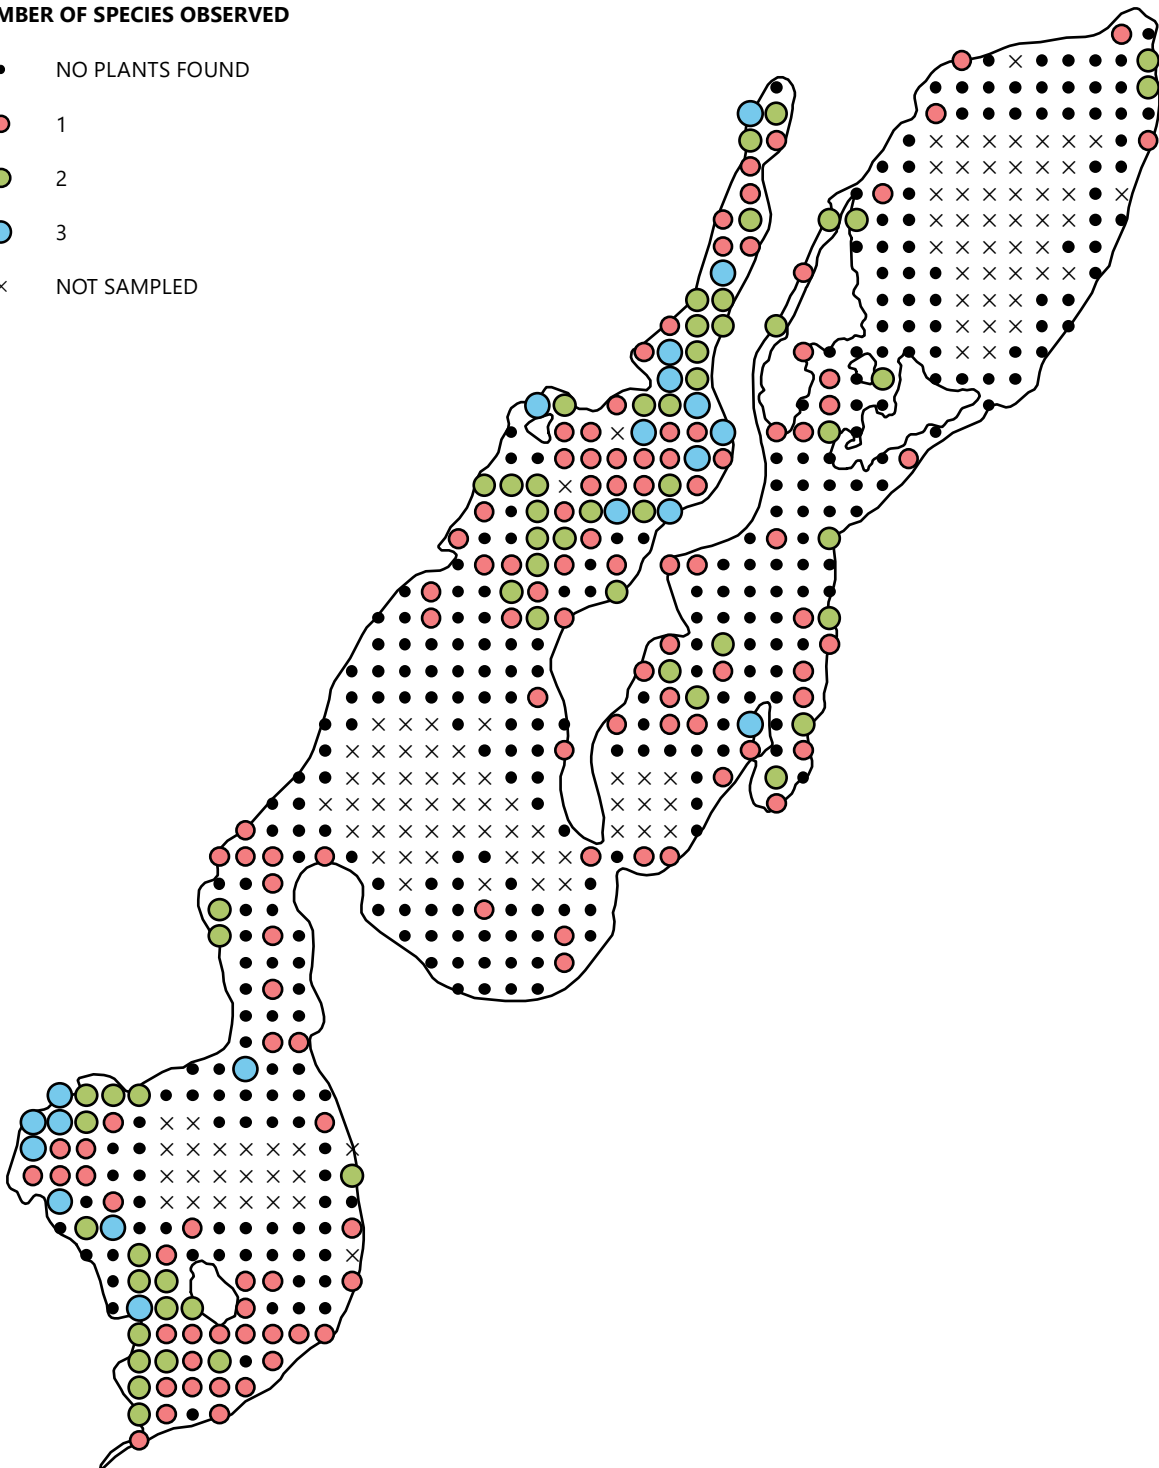 MBER OF SPECIES OBSERVED
NO PLANTS FOUND
1
2
3
NOT SAMPLED